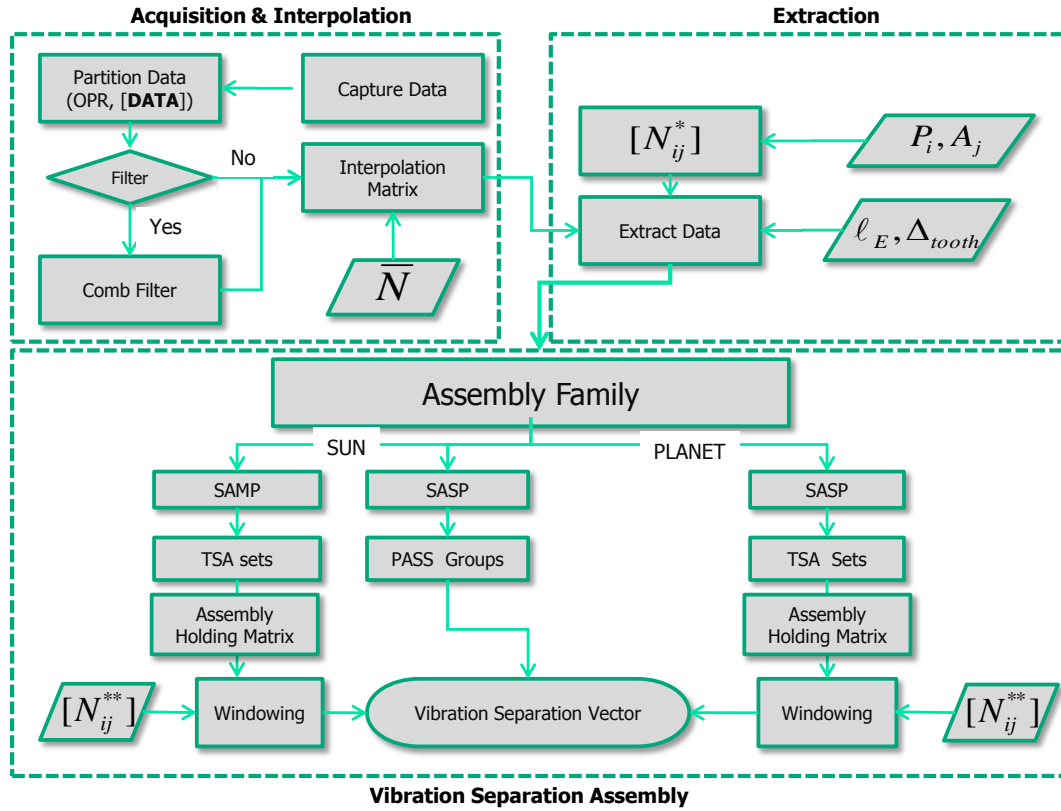 Acquisition & Interpolation
Partition Data
(OPR, [DATA])
Capture Data
Filter
No
Yes
Interpolation
Matrix
Comb Filter
N̅
Extraction
[N*ij]
Pi, Aj
Extract Data
ℓE, Δtooth
Assembly Family
SUN
PLANET
SAMP
SASP
SASP
TSA sets
PASS Groups
TSA Sets
Assembly
Holding Matrix
Assembly
Holding Matrix
[N**ij]
Windowing
Vibration Separation Vector
Windowing
[N**ij]
Vibration Separation Assembly